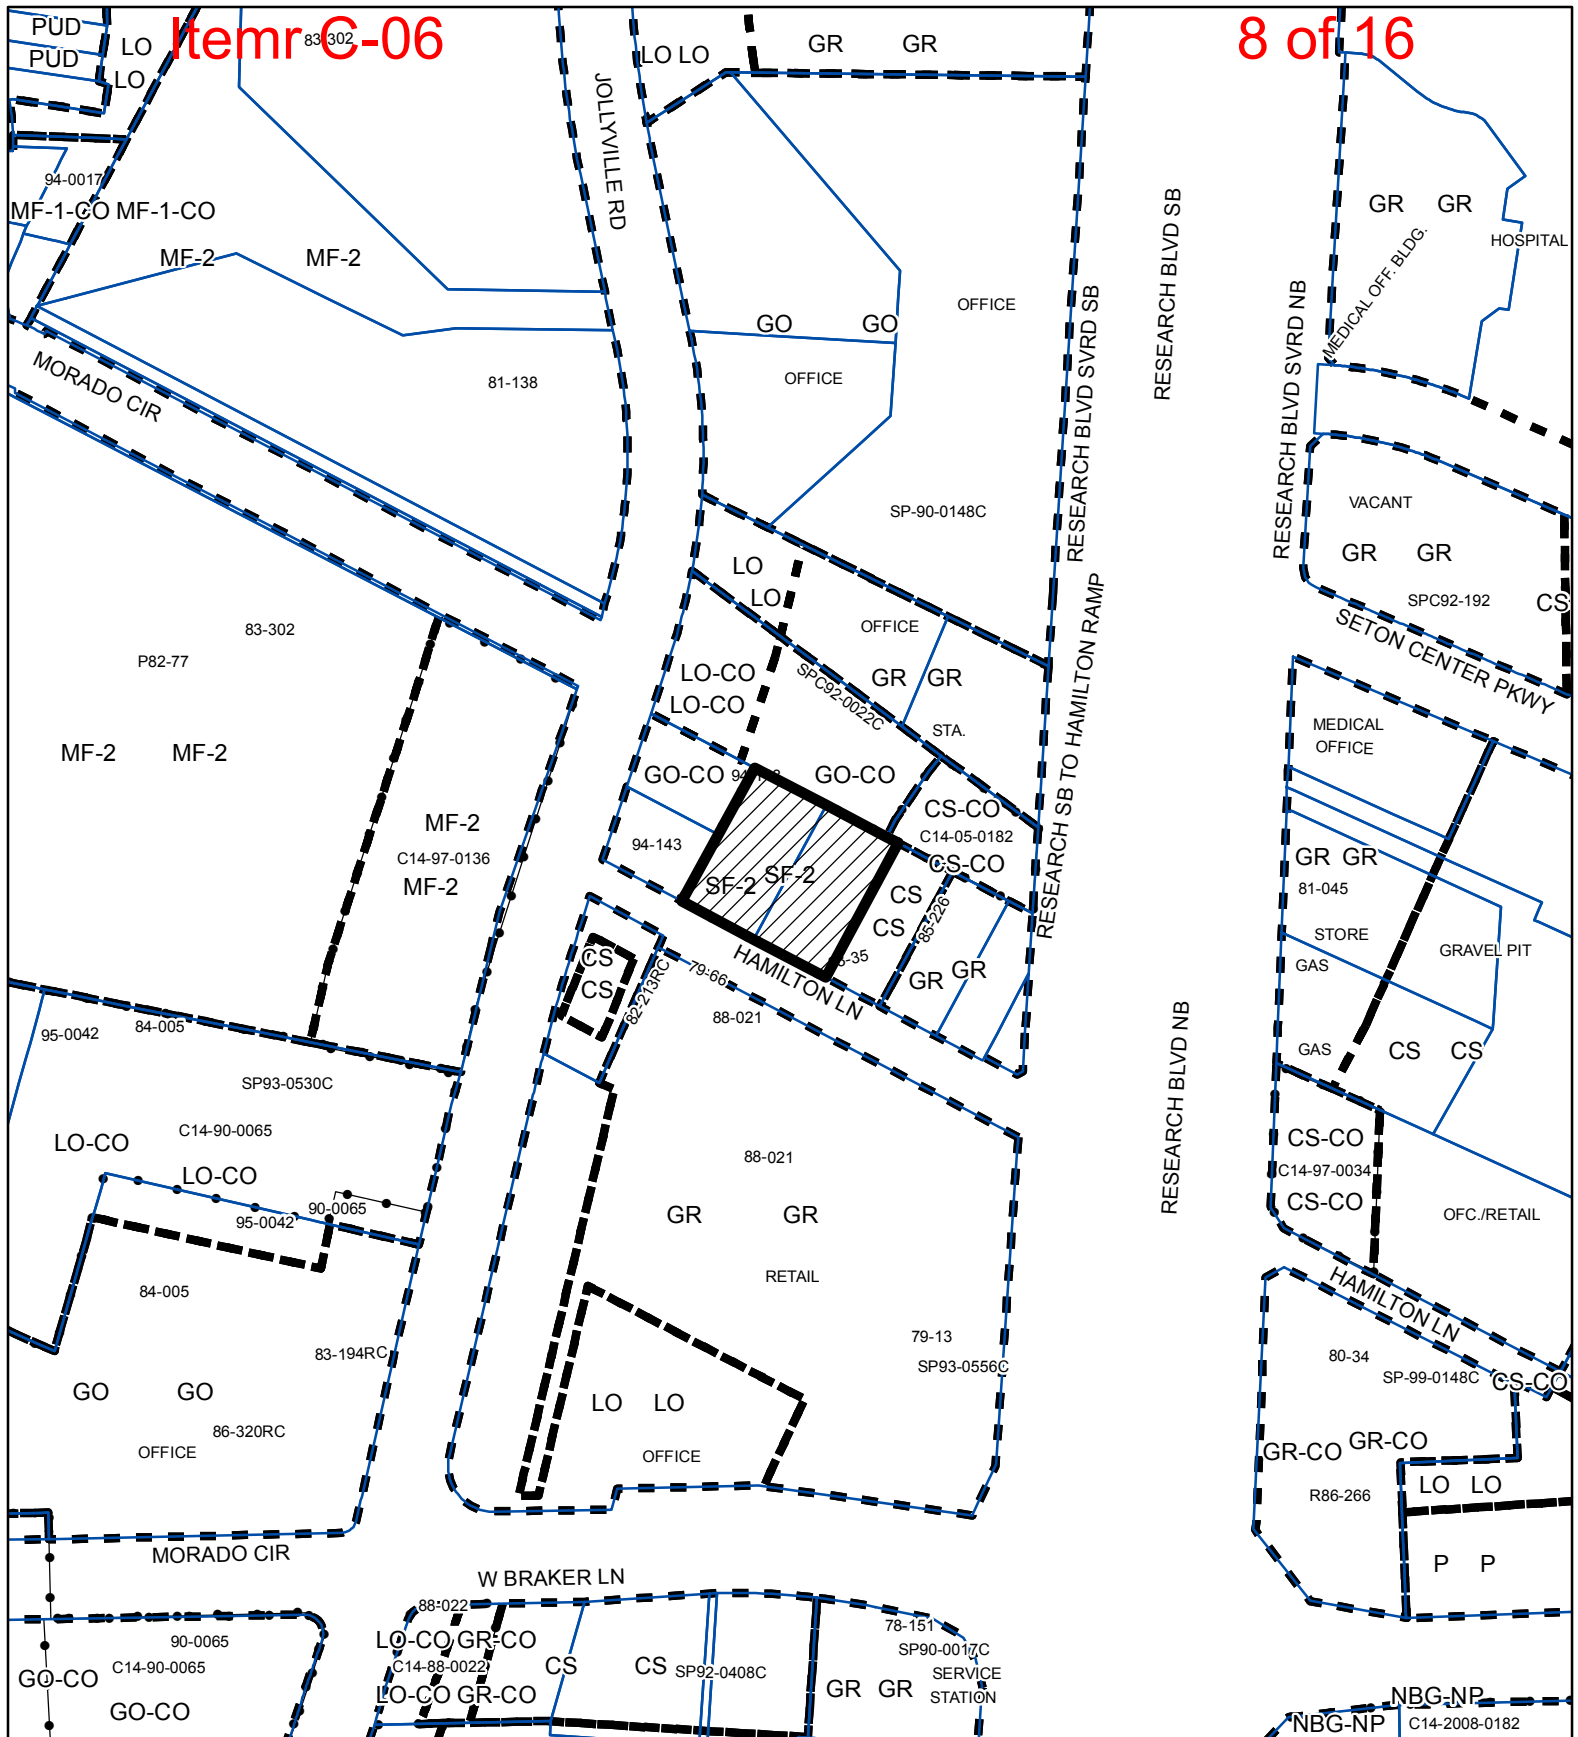 Itemr C-06
8 of 16
PUD
PUD
LO
LO
83-302
LO LO
GR GR
JOLLYVILLE RD
94-0017
MF-1-CO MF-1-CO
MF-2 MF-2
GR GR
HOSPITAL
MEDICAL OFF. BLDG.
RESEARCH BLVD SB
RESEARCH BLVD SVRD SB
RESEARCH BLVD SVRD NB
OFFICE
GO GO
OFFICE
MORADO CIR
81-138
SP-90-0148C
VACANT
GR GR
SPC92-192
CS
SETON CENTER PKWY
LO
LO
OFFICE
83-302
P82-77
LO-CO
LO-CO
GR GR
SPC92-0022C
STA.
RESEARCH SB TO HAMILTON RAMP
MEDICAL
OFFICE
MF-2 MF-2
GO-CO
GO-CO
CS-CO
C14-05-0182
CS-CO
MF-2
C14-97-0136
MF-2
94-143
SF-2 SF-2
CS
CS
85-226
GR GR
81-045
STORE
GRAVEL PIT
GAS
GR GR
HAMILTON LN
CS
CS
82-213RC
79-66
88-021
95-0042
84-005
GAS
CS CS
SP93-0530C
C14-90-0065
LO-CO
LO-CO
88-021
RESEARCH BLVD NB
CS-CO
C14-97-0034
CS-CO
90-0065
95-0042
GR GR
OFC./RETAIL
RETAIL
84-005
HAMILTON LN
83-194RC
79-13
SP93-0556C
80-34
SP-99-0148C
CS-CO
GO GO
86-320RC
OFFICE
LO LO
OFFICE
GR-CO GR-CO
R86-266
LO LO
MORADO CIR
P P
W BRAKER LN
88-022
90-0065
C14-90-0065
GO-CO
GO-CO
LO-CO GR-CO
C14-88-0022
LO-CO GR-CO
CS CS
SP92-0408C
78-151
SP90-0017C
SERVICE
STATION
GR GR
NBG-NP
NBG-NP
C14-2008-0182